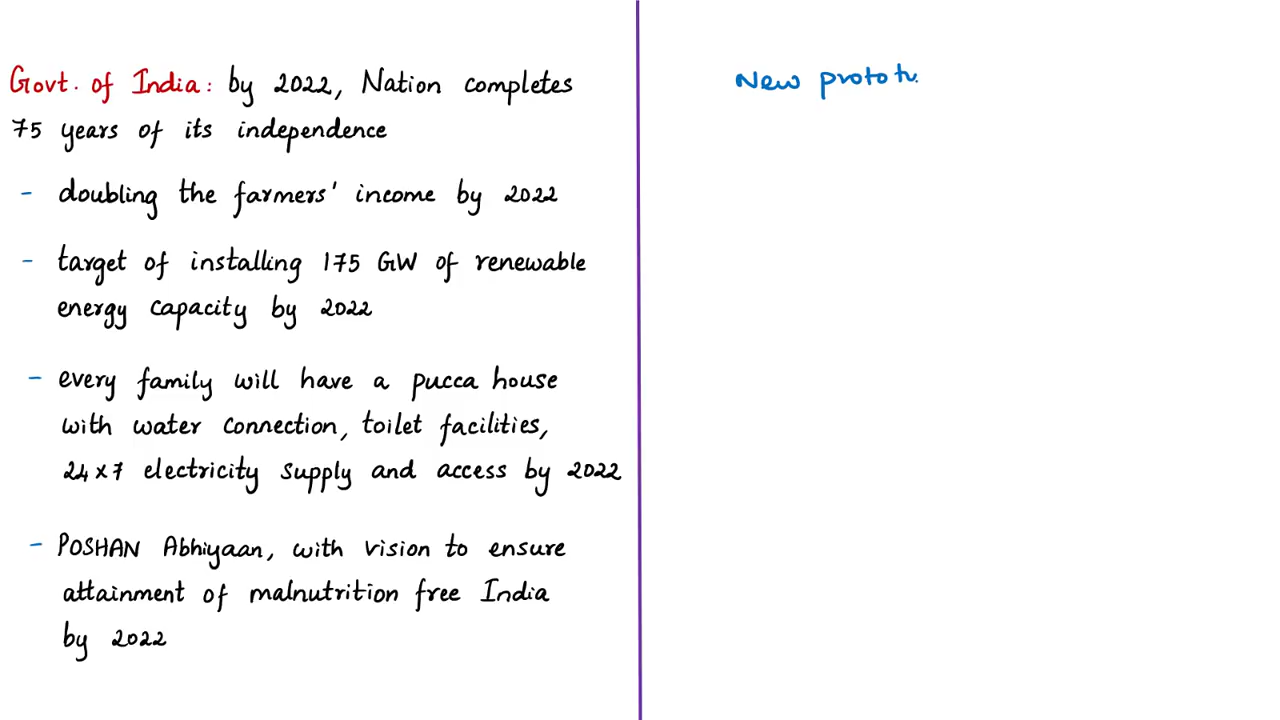 Govt. of India: by 2022, Nation completes
75 years of its independence
- doubling the farmers' income by 2022
- target of installing 175 GW of renewable
energy capacity by 2022
- every family will have a pucca house
with water connection, toilet facilities,
24x7 electricity supply and access by 2022
- POSHAN Abhiyaan, with vision to ensure
attainment of malnutrition free India
by 2022
New